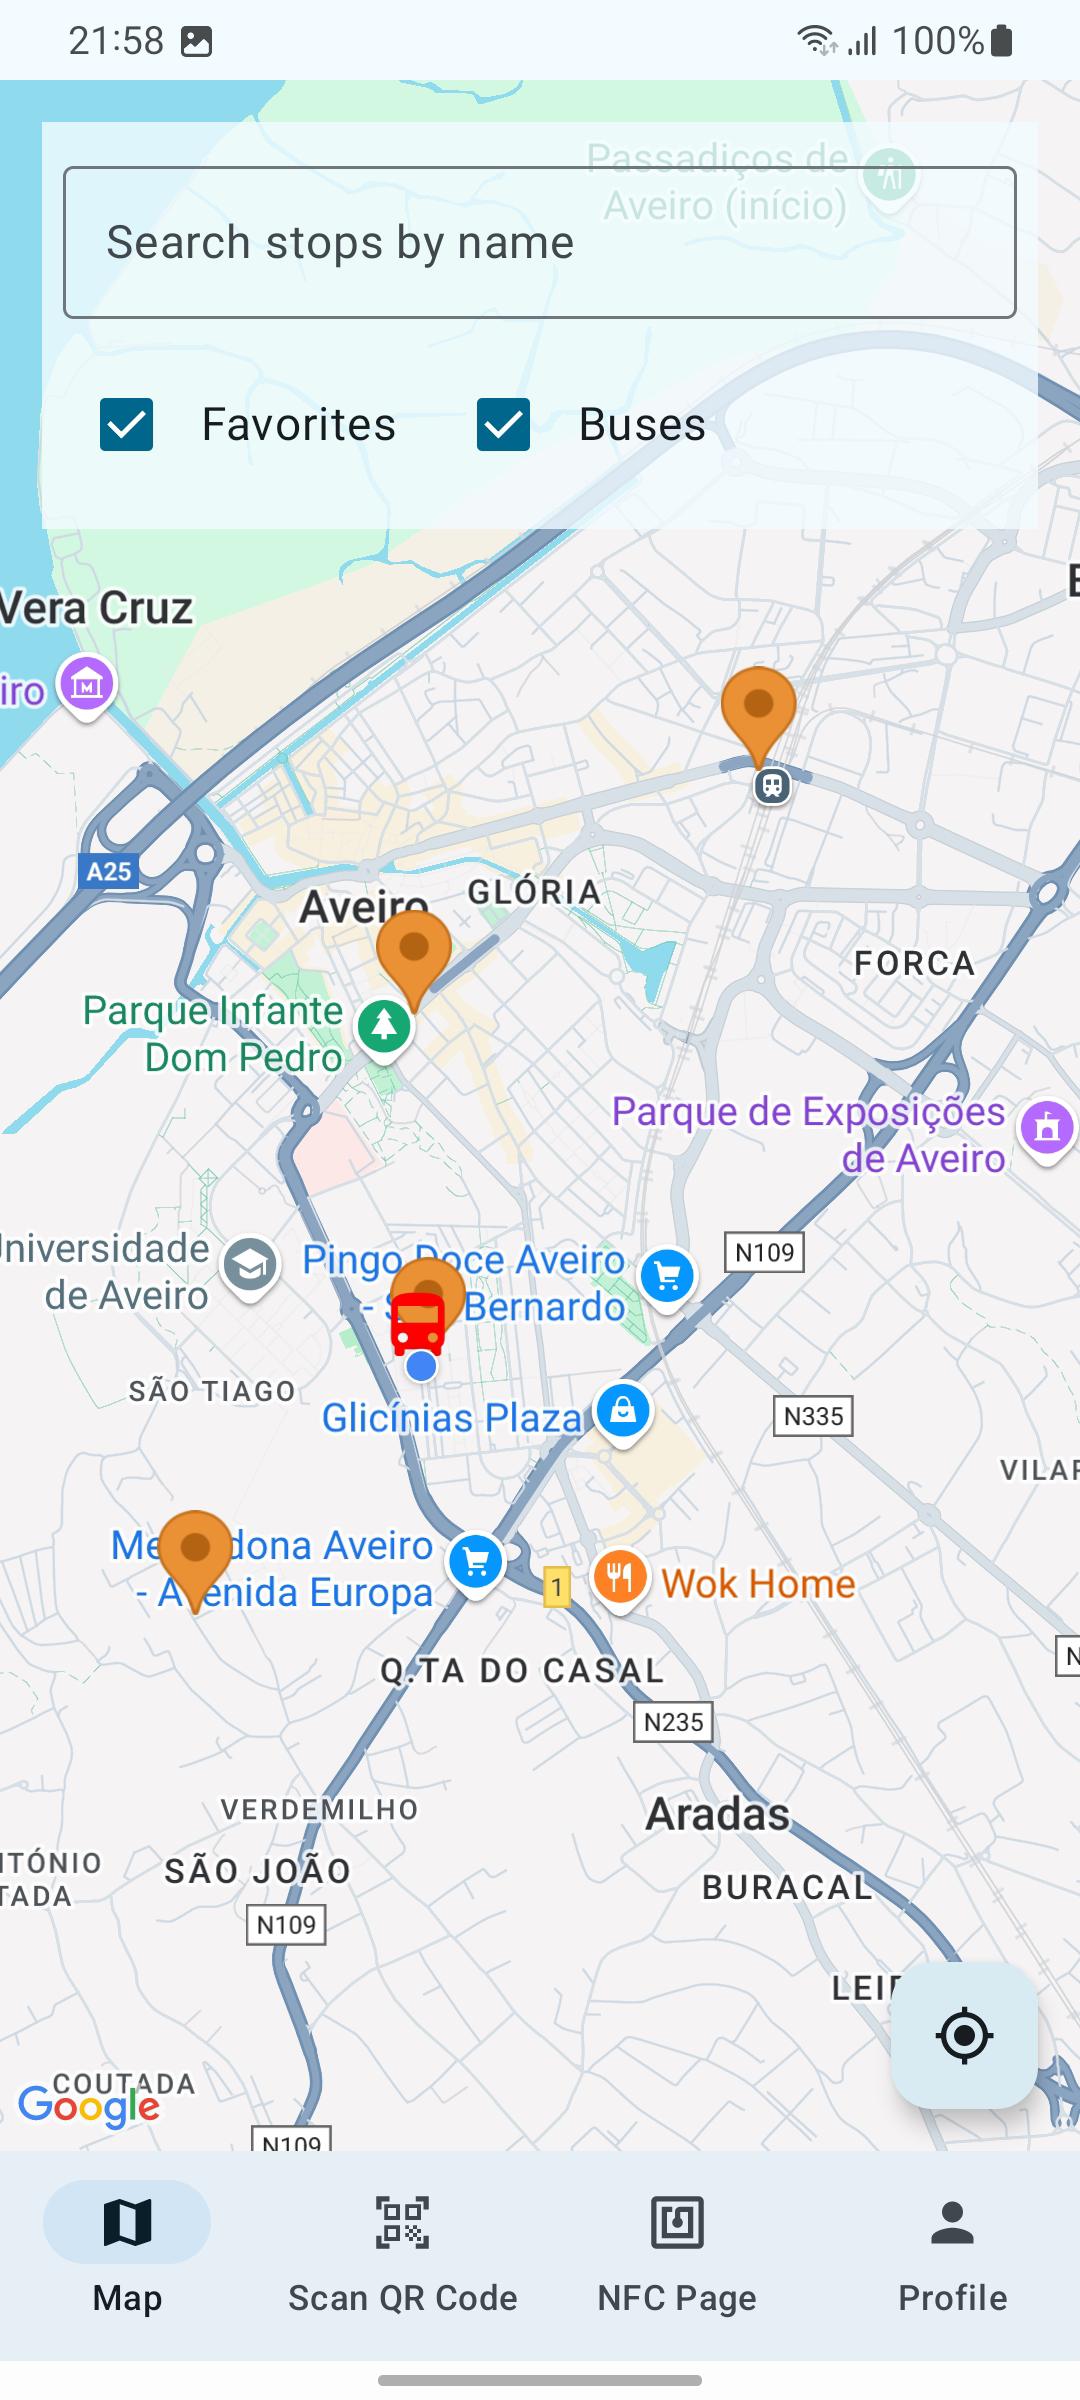 21:58
100%
Passadiços de
Aveiro (início)
Search stops by name
Favorites
Buses
Vera Cruz
iro
A25
Aveiro
GLÓRIA
FORCA
Parque Infante
Dom Pedro
Parque de Exposições
de Aveiro
N109
Universidade
de Aveiro
Pingo Doce Aveiro
- S Bernardo
SÃO TIAGO
Glicínias Plaza
N335
VILAR
Me dona Aveiro
- A enida Europa
1
Wok Home
Q.TA DO CASAL
N235
VERDEMILHO
Aradas
SÃO JOÃO
BURACAL
TADA
N109
LEI
COUTADA
Google
N109
Map
Scan QR Code
NFC Page
Profile